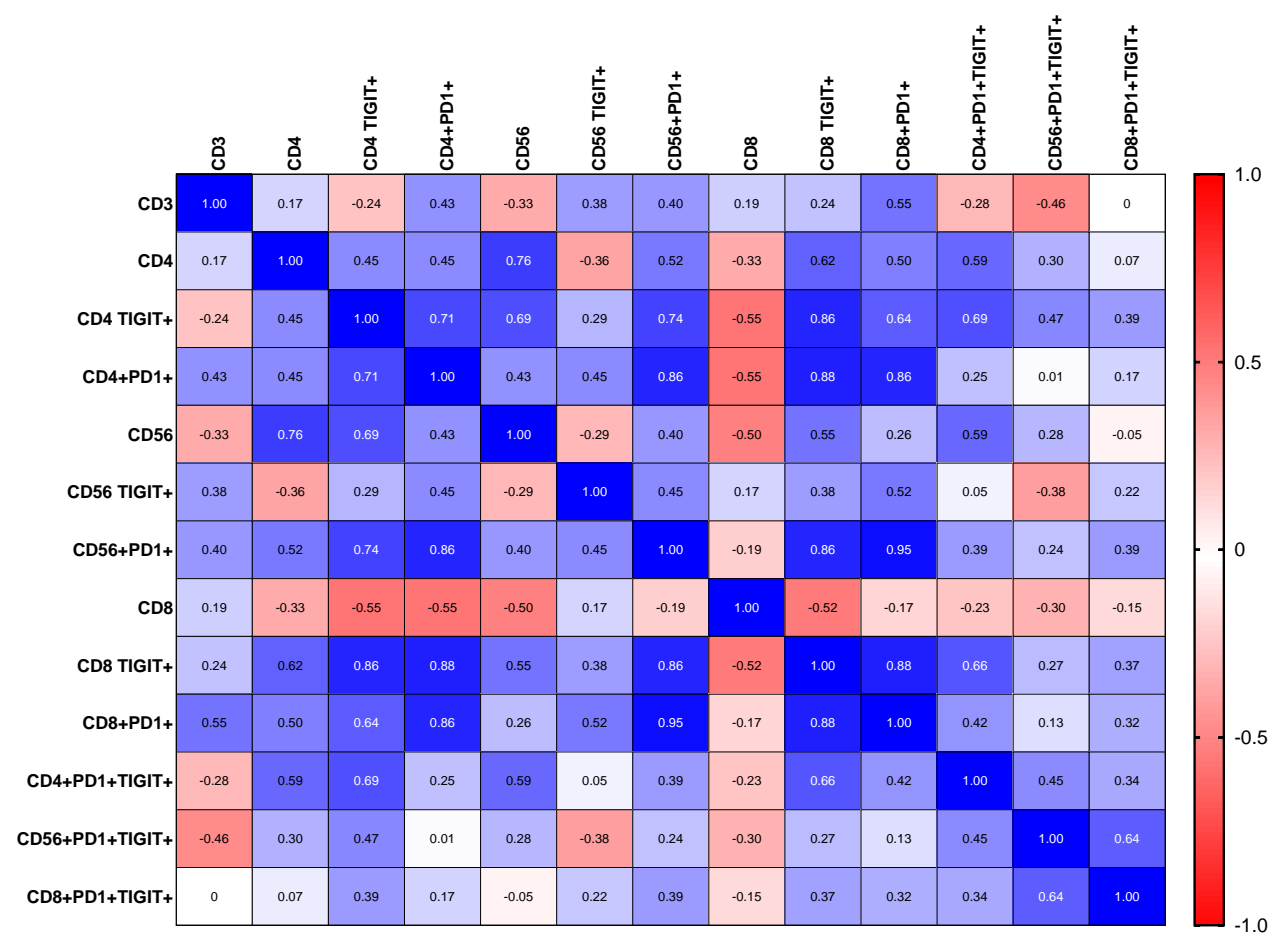 CD3 CD4 CD4 TIGIT+ CD4+PD1+ CD56 CD56 TIGIT+ CD56+PD1+ CD8 CD8 TIGIT+ CD8+PD1+ CD4+PD1+TIGIT+ CD56+PD1+TIGIT+ CD8+PD1+TIGIT+
CD3 1.00 0.17 -0.24 0.43 -0.33 0.38 0.40 0.19 0.24 0.55 -0.28 -0.46 0
CD4 0.17 1.00 0.45 0.45 0.76 -0.36 0.52 -0.33 0.62 0.50 0.59 0.30 0.07
CD4 TIGIT+ -0.24 0.45 1.00 0.71 0.69 0.29 0.74 -0.55 0.86 0.64 0.69 0.47 0.39
CD4+PD1+ 0.43 0.45 0.71 1.00 0.43 0.45 0.86 -0.55 0.88 0.86 0.25 0.01 0.17
CD56 -0.33 0.76 0.69 0.43 1.00 -0.29 0.40 -0.50 0.55 0.26 0.59 0.28 -0.05
CD56 TIGIT+ 0.38 -0.36 0.29 0.45 -0.29 1.00 0.45 0.17 0.38 0.52 0.05 -0.38 0.22
CD56+PD1+ 0.40 0.52 0.74 0.86 0.40 0.45 1.00 -0.19 0.86 0.95 0.39 0.24 0.39
CD8 0.19 -0.33 -0.55 -0.55 -0.50 0.17 -0.19 1.00 -0.52 -0.17 -0.23 -0.30 -0.15
CD8 TIGIT+ 0.24 0.62 0.86 0.88 0.55 0.38 0.86 -0.52 1.00 0.88 0.66 0.27 0.37
CD8+PD1+ 0.55 0.50 0.64 0.86 0.26 0.52 0.95 -0.17 0.88 1.00 0.42 0.13 0.32
CD4+PD1+TIGIT+ -0.28 0.59 0.69 0.25 0.59 0.05 0.39 -0.23 0.66 0.42 1.00 0.45 0.34
CD56+PD1+TIGIT+ -0.46 0.30 0.47 0.01 0.28 -0.38 0.24 -0.30 0.27 0.13 0.45 1.00 0.64
CD8+PD1+TIGIT+ 0 0.07 0.39 0.17 -0.05 0.22 0.39 -0.15 0.37 0.32 0.34 0.64 1.00
1.0
0.5
0
-0.5
-1.0